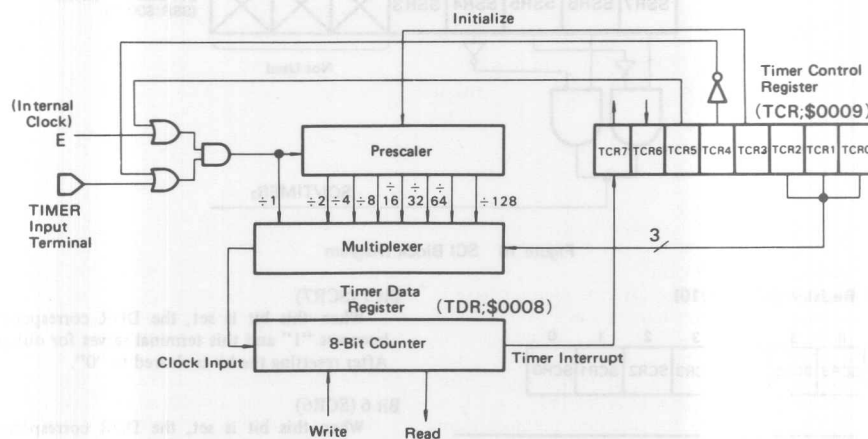 Initialize
Timer Control
Register
(TCR;$0009)
(Internal
Clock)
E
TIMER
Input
Terminal
Prescaler
TCR7 TCR6 TCR5 TCR4 TCR3 TCR2 TCR1 TCR0
÷1 ÷2 ÷4 ÷8 ÷16 ÷32 ÷64 ÷128
3
Multiplexer
Timer Data
Register
(TDR;$0008)
8-Bit Counter
Clock Input
Timer Interrupt
Write
Read